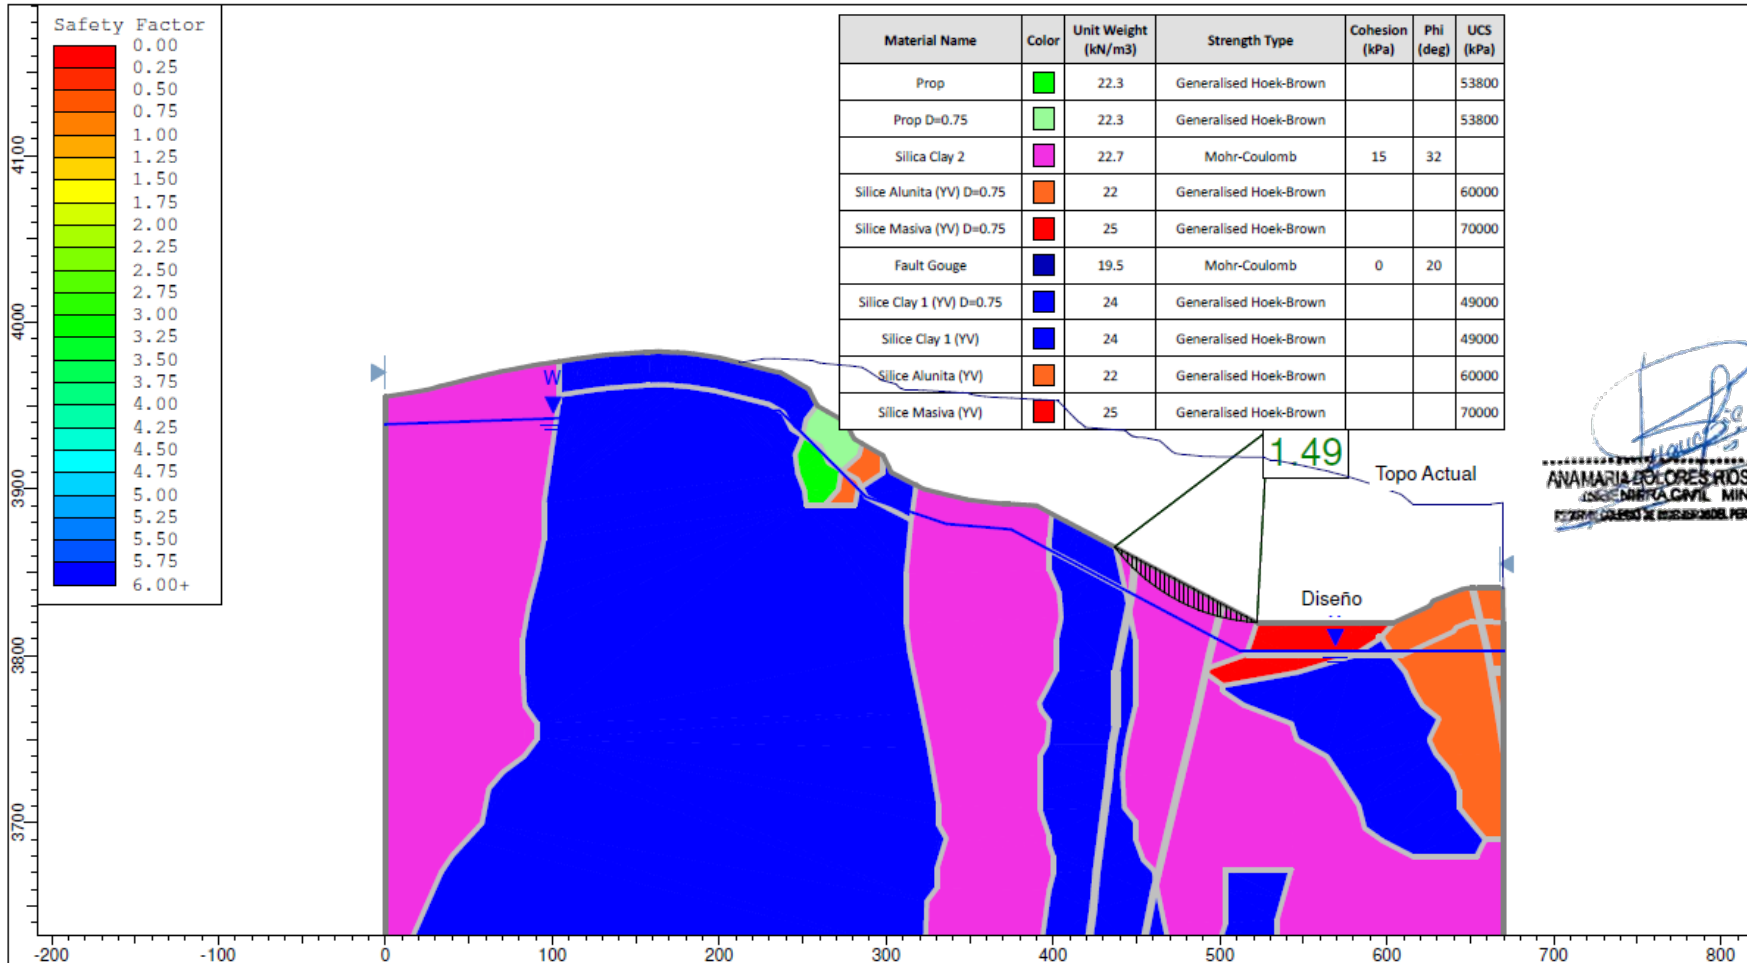 Safety Factor
0.00
0.25
0.50
0.75
1.00
1.25
1.50
1.75
2.00
2.25
2.50
2.75
3.00
3.25
3.50
3.75
4.00
4.25
4.50
4.75
5.00
5.25
5.50
5.75
6.00+
Material Name Color Unit Weight (kN/m3) Strength Type Cohesion (kPa) Phi (deg) UCS (kPa)
Prop 22.3 Generalised Hoek-Brown 53800
Prop D=0.75 22.3 Generalised Hoek-Brown 53800
Silica Clay 2 22.7 Mohr-Coulomb 15 32
Silice Alunita (YV) D=0.75 22 Generalised Hoek-Brown 60000
Silice Masiva (YV) D=0.75 25 Generalised Hoek-Brown 70000
Fault Gouge 19.5 Mohr-Coulomb 0 20
Silice Clay 1 (YV) D=0.75 24 Generalised Hoek-Brown 49000
Silice Clay 1 (YV) 24 Generalised Hoek-Brown 49000
Silice Alunita (YV) 22 Generalised Hoek-Brown 60000
Silice Masiva (YV) 25 Generalised Hoek-Brown 70000
W
1.49
Topo Actual
Diseño
ANAMARIA DOLORES RIOS
CIVIL
4100
4000
3900
3800
3700
-200 -100 0 100 200 300 400 500 600 700 800